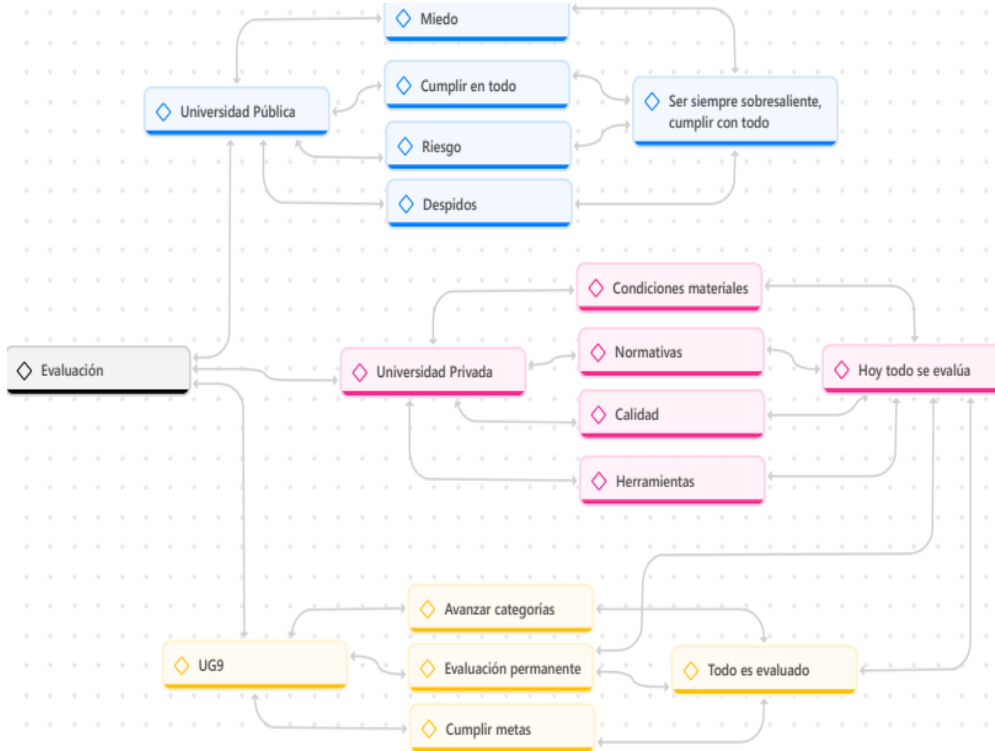 Miedo
Cumplir en todo
Universidad Pública
Ser siempre sobresaliente,
cumplir con todo
Riesgo
Despidos
Condiciones materiales
Normativas
Evaluación
Universidad Privada
Hoy todo se evalúa
Calidad
Herramientas
Avanzar categorías
UG9
Evaluación permanente
Todo es evaluado
Cumplir metas